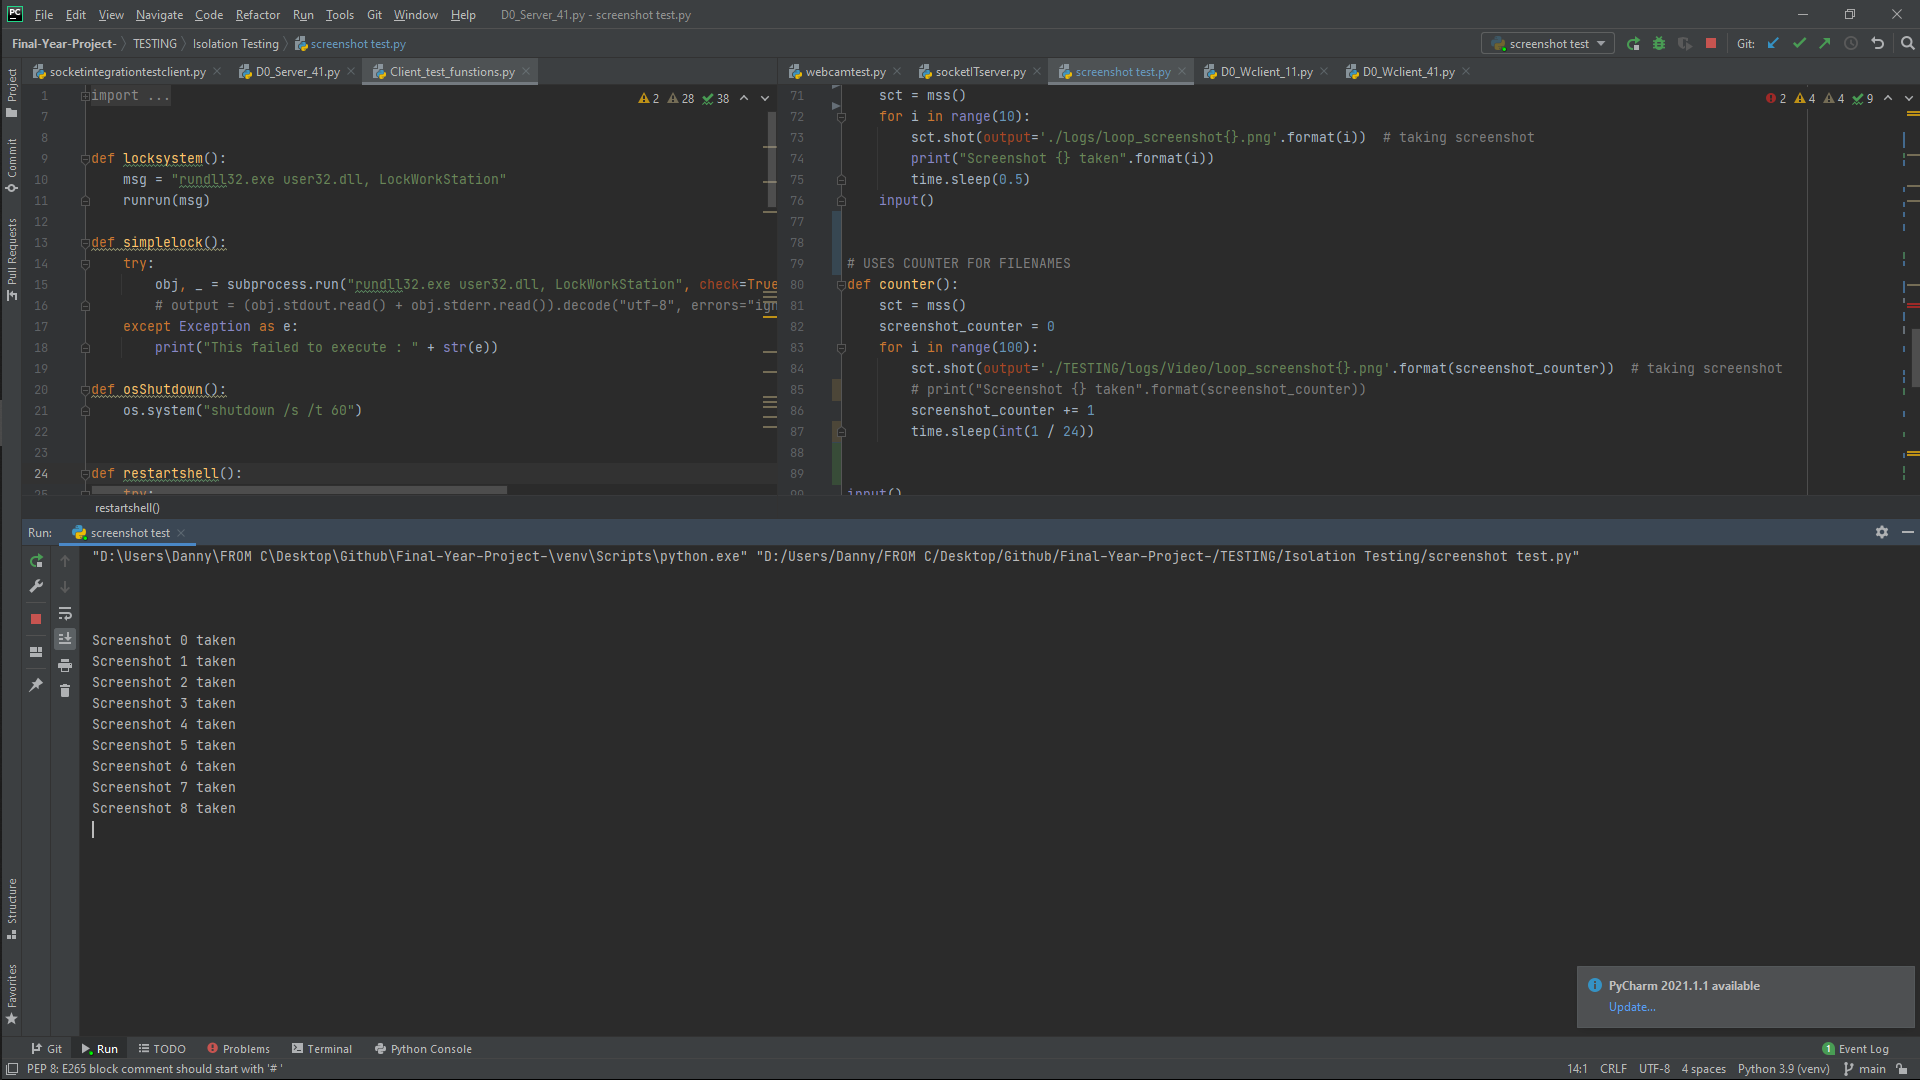 PC File Edit View Navigate Code Refactor Run Tools Git Window Help D0_Server_41.py - screenshot test.py
Final-Year-Project- TESTING Isolation Testing screenshot test.py screenshot test Git:
socketintegrationtestclient.py D0_Server_41.py Client_test_funstions.py
1 import ... 2 28 38
7
8
9 def locksystem():
10 msg = "rundll32.exe user32.dll, LockWorkStation"
11 runrun(msg)
12
13 def simplelock():
14 try:
15 obj, _ = subprocess.run("rundll32.exe user32.dll, LockWorkStation", check=True
16 # output = (obj.stdout.read() + obj.stderr.read()).decode("utf-8", errors="ign
17 except Exception as e:
18 print("This failed to execute : " + str(e))
19
20 def osShutdown():
21 os.system("shutdown /s /t 60")
22
23
24 def restartshell():
25 try:
restartshell()
webcamtest.py socketITserver.py screenshot test.py D0_Wclient_11.py D0_Wclient_41.py
71 sct = mss() 2 4 4 9
72 for i in range(10):
73 sct.shot(output='./logs/loop_screenshot{}.png'.format(i)) # taking screenshot
74 print("Screenshot {} taken".format(i))
75 time.sleep(0.5)
76 input()
77
78
79 # USES COUNTER FOR FILENAMES
80 def counter():
81 sct = mss()
82 screenshot_counter = 0
83 for i in range(100):
84 sct.shot(output='./TESTING/logs/Video/loop_screenshot{}.png'.format(screenshot_counter)) # taking screenshot
85 # print("Screenshot {} taken".format(screenshot_counter))
86 screenshot_counter += 1
87 time.sleep(int(1 / 24))
88
89
90 input()
Run: screenshot test
"D:\Users\Danny\FROM C\Desktop\Github\Final-Year-Project-\venv\Scripts\python.exe" "D:/Users/Danny/FROM C/Desktop/Github/Final-Year-Project-/TESTING/Isolation Testing/screenshot test.py"
Screenshot 0 taken
Screenshot 1 taken
Screenshot 2 taken
Screenshot 3 taken
Screenshot 4 taken
Screenshot 5 taken
Screenshot 6 taken
Screenshot 7 taken
Screenshot 8 taken
Project
Commit
Pull Requests
Structure
Favorites
PyCharm 2021.1.1 available
Update...
Git Run TODO Problems Terminal Python Console 1 Event Log
PEP 8: E265 block comment should start with '# ' 14:1 CRLF UTF-8 4 spaces Python 3.9 (venv) main